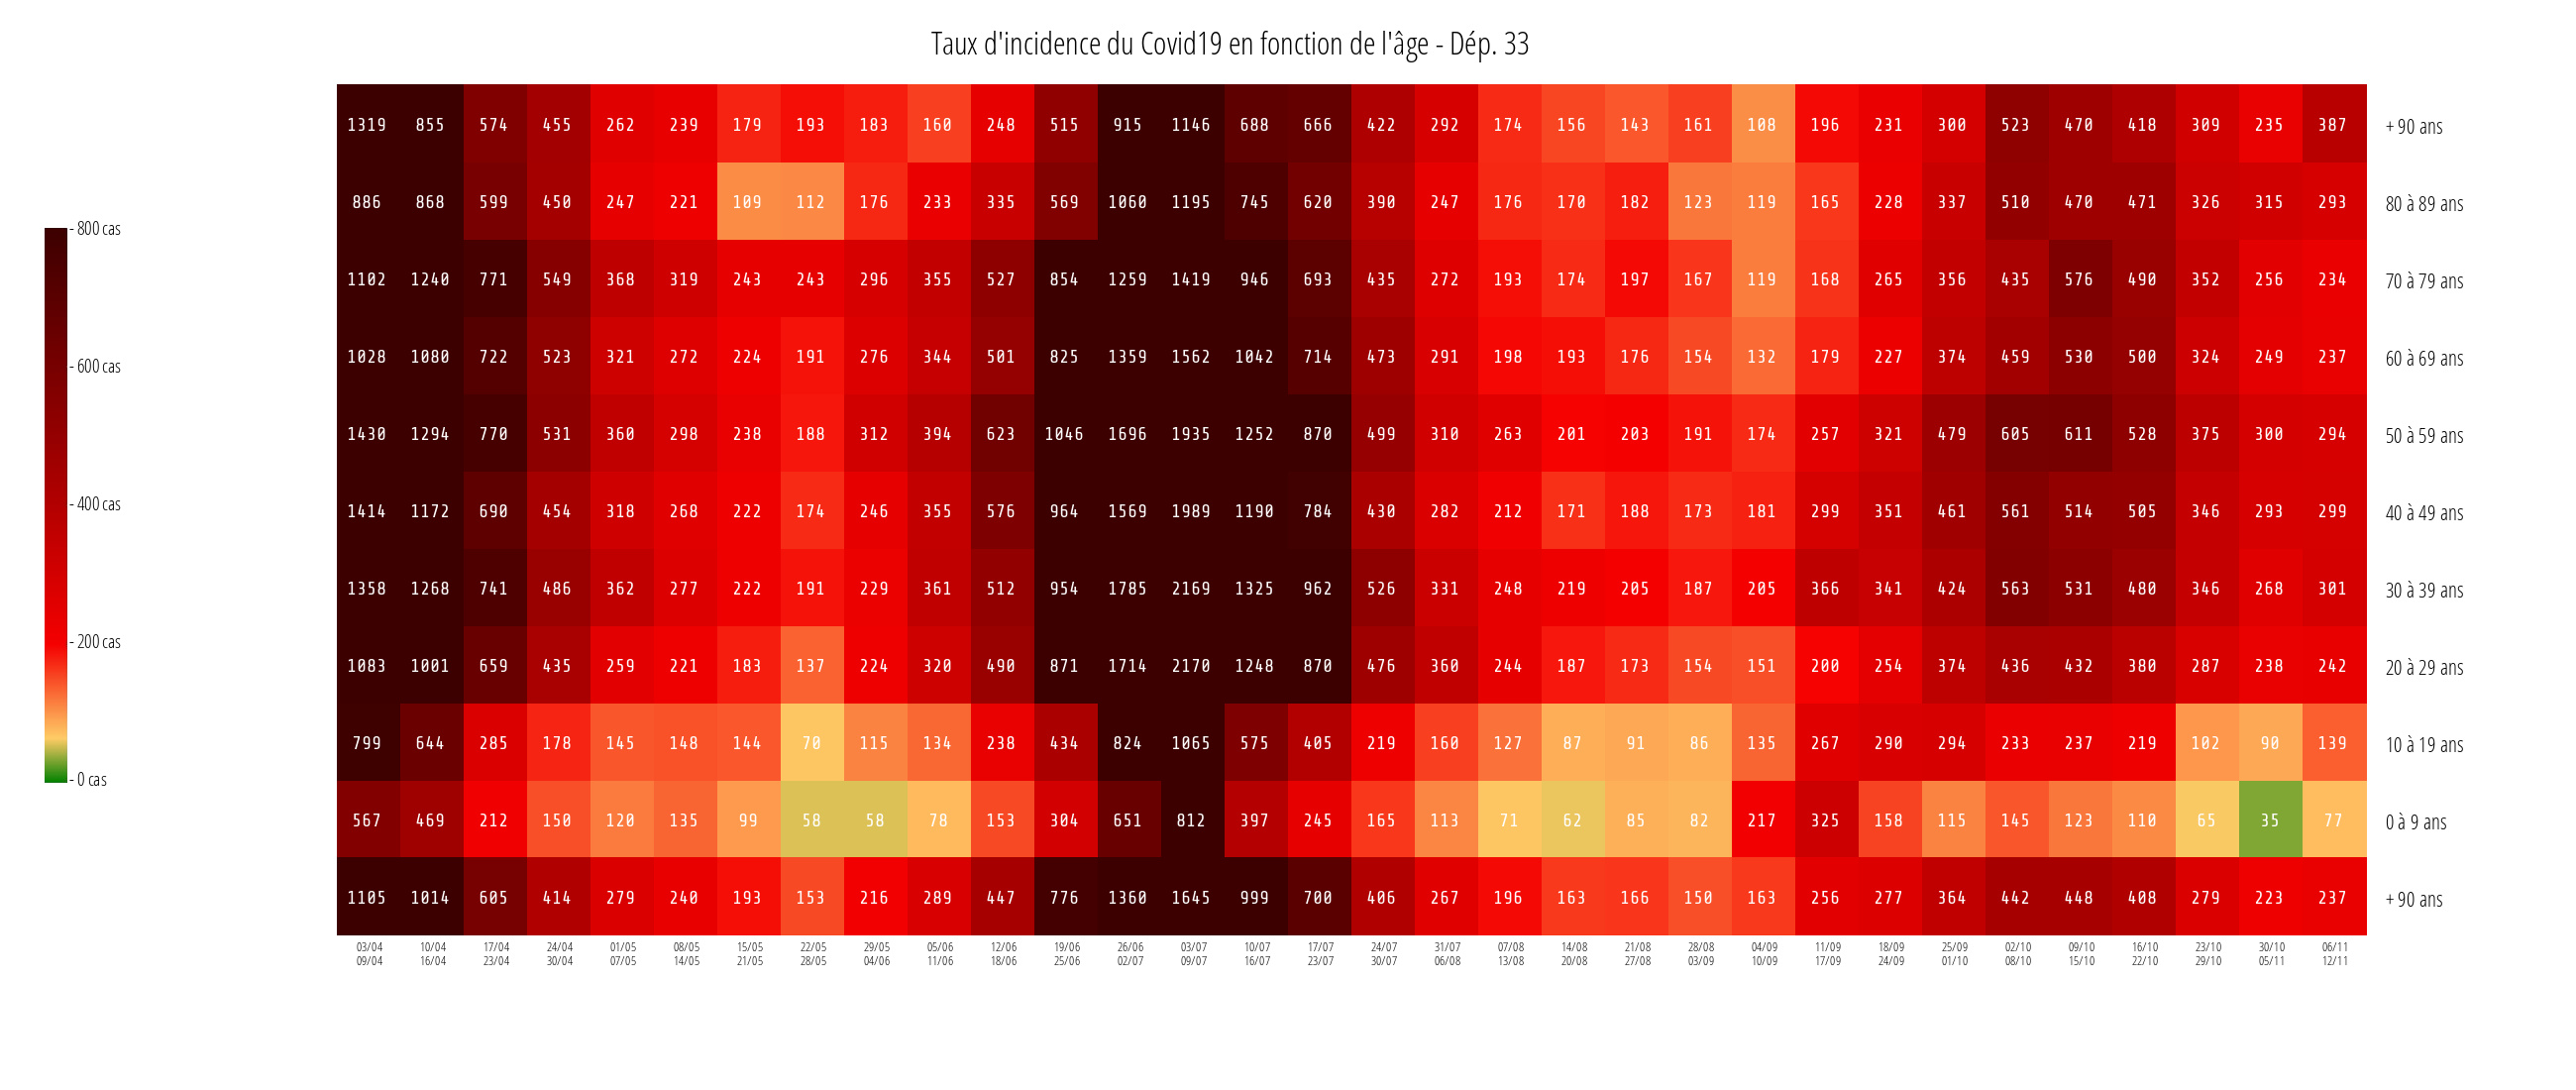 Taux d'incidence du Covid19 en fonction de l'âge - Dép. 33
1319 855 574 455 262 239 179 193 183 160 248 515 915 1146 688 666 422 292 174 156 143 161 108 196 231 300 523 470 418 309 235 387 + 90 ans
886 868 599 450 247 221 109 112 176 233 335 569 1060 1195 745 620 390 247 176 170 182 123 119 165 228 337 510 470 471 326 315 293 80 à 89 ans
- 800 cas
1102 1240 771 549 368 319 243 243 296 355 527 854 1259 1419 946 693 435 272 193 174 197 167 119 168 265 356 435 576 490 352 256 234 70 à 79 ans
1028 1080 722 523 321 272 224 191 276 344 501 825 1359 1562 1042 714 473 291 198 193 176 154 132 179 227 374 459 530 500 324 249 237 60 à 69 ans
- 600 cas
1430 1294 770 531 360 298 238 188 312 394 623 1046 1696 1935 1252 870 499 310 263 201 203 191 174 257 321 479 605 611 528 375 300 294 50 à 59 ans
- 400 cas
1414 1172 690 454 318 268 222 174 246 355 576 964 1569 1989 1190 784 430 282 212 171 188 173 181 299 351 461 561 514 505 346 293 299 40 à 49 ans
1358 1268 741 486 362 277 222 191 229 361 512 954 1785 2169 1325 962 526 331 248 219 205 187 205 366 341 424 563 531 480 346 268 301 30 à 39 ans
- 200 cas
1083 1001 659 435 259 221 183 137 224 320 490 871 1714 2170 1248 870 476 360 244 187 173 154 151 200 254 374 436 432 380 287 238 242 20 à 29 ans
799 644 285 178 145 148 144 70 115 134 238 434 824 1065 575 405 219 160 127 87 91 86 135 267 290 294 233 237 219 102 90 139 10 à 19 ans
- 0 cas
567 469 212 150 120 135 99 58 58 78 153 304 651 812 397 245 165 113 71 62 85 82 217 325 158 115 145 123 110 65 35 77 0 à 9 ans
1105 1014 605 414 279 240 193 153 216 289 447 776 1360 1645 999 700 406 267 196 163 166 150 163 256 277 364 442 448 408 279 223 237 + 90 ans
03/04 10/04 17/04 24/04 01/05 08/05 15/05 22/05 29/05 05/06 12/06 19/06 26/06 03/07 10/07 17/07 24/07 31/07 07/08 14/08 21/08 28/08 04/09 11/09 18/09 25/09 02/10 09/10 16/10 23/10 30/10 06/11
09/04 16/04 23/04 30/04 07/05 14/05 21/05 28/05 04/06 11/06 18/06 25/06 02/07 09/07 16/07 23/07 30/07 06/08 13/08 20/08 27/08 03/09 10/09 17/09 24/09 01/10 08/10 15/10 22/10 29/10 05/11 12/11